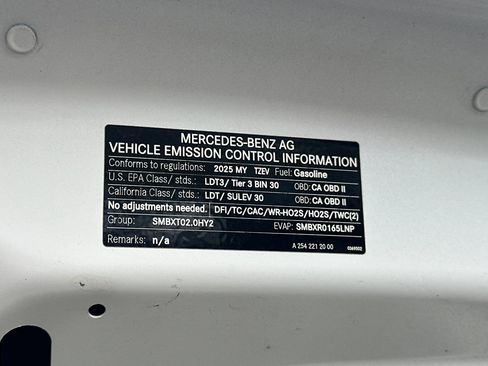 MERCEDES-BENZ AG
VEHICLE EMISSION CONTROL INFORMATION
Conforms to regulations: 2025 MY TZEV Fuel: Gasoline
U.S. EPA Class/ stds.: LDT3/ Tier 3 BIN 30 OBD: CA OBD II
California Class/ stds.: LDT/ SULEV 30 OBD: CA OBD II
No adjustments needed. DFI/TC/CAC/WR-HO2S/HO2S/TWC(2)
Group: SMBXT02.0HY2 EVAP: SMBXR0165LNP
Remarks: n/a A 254 221 20 00